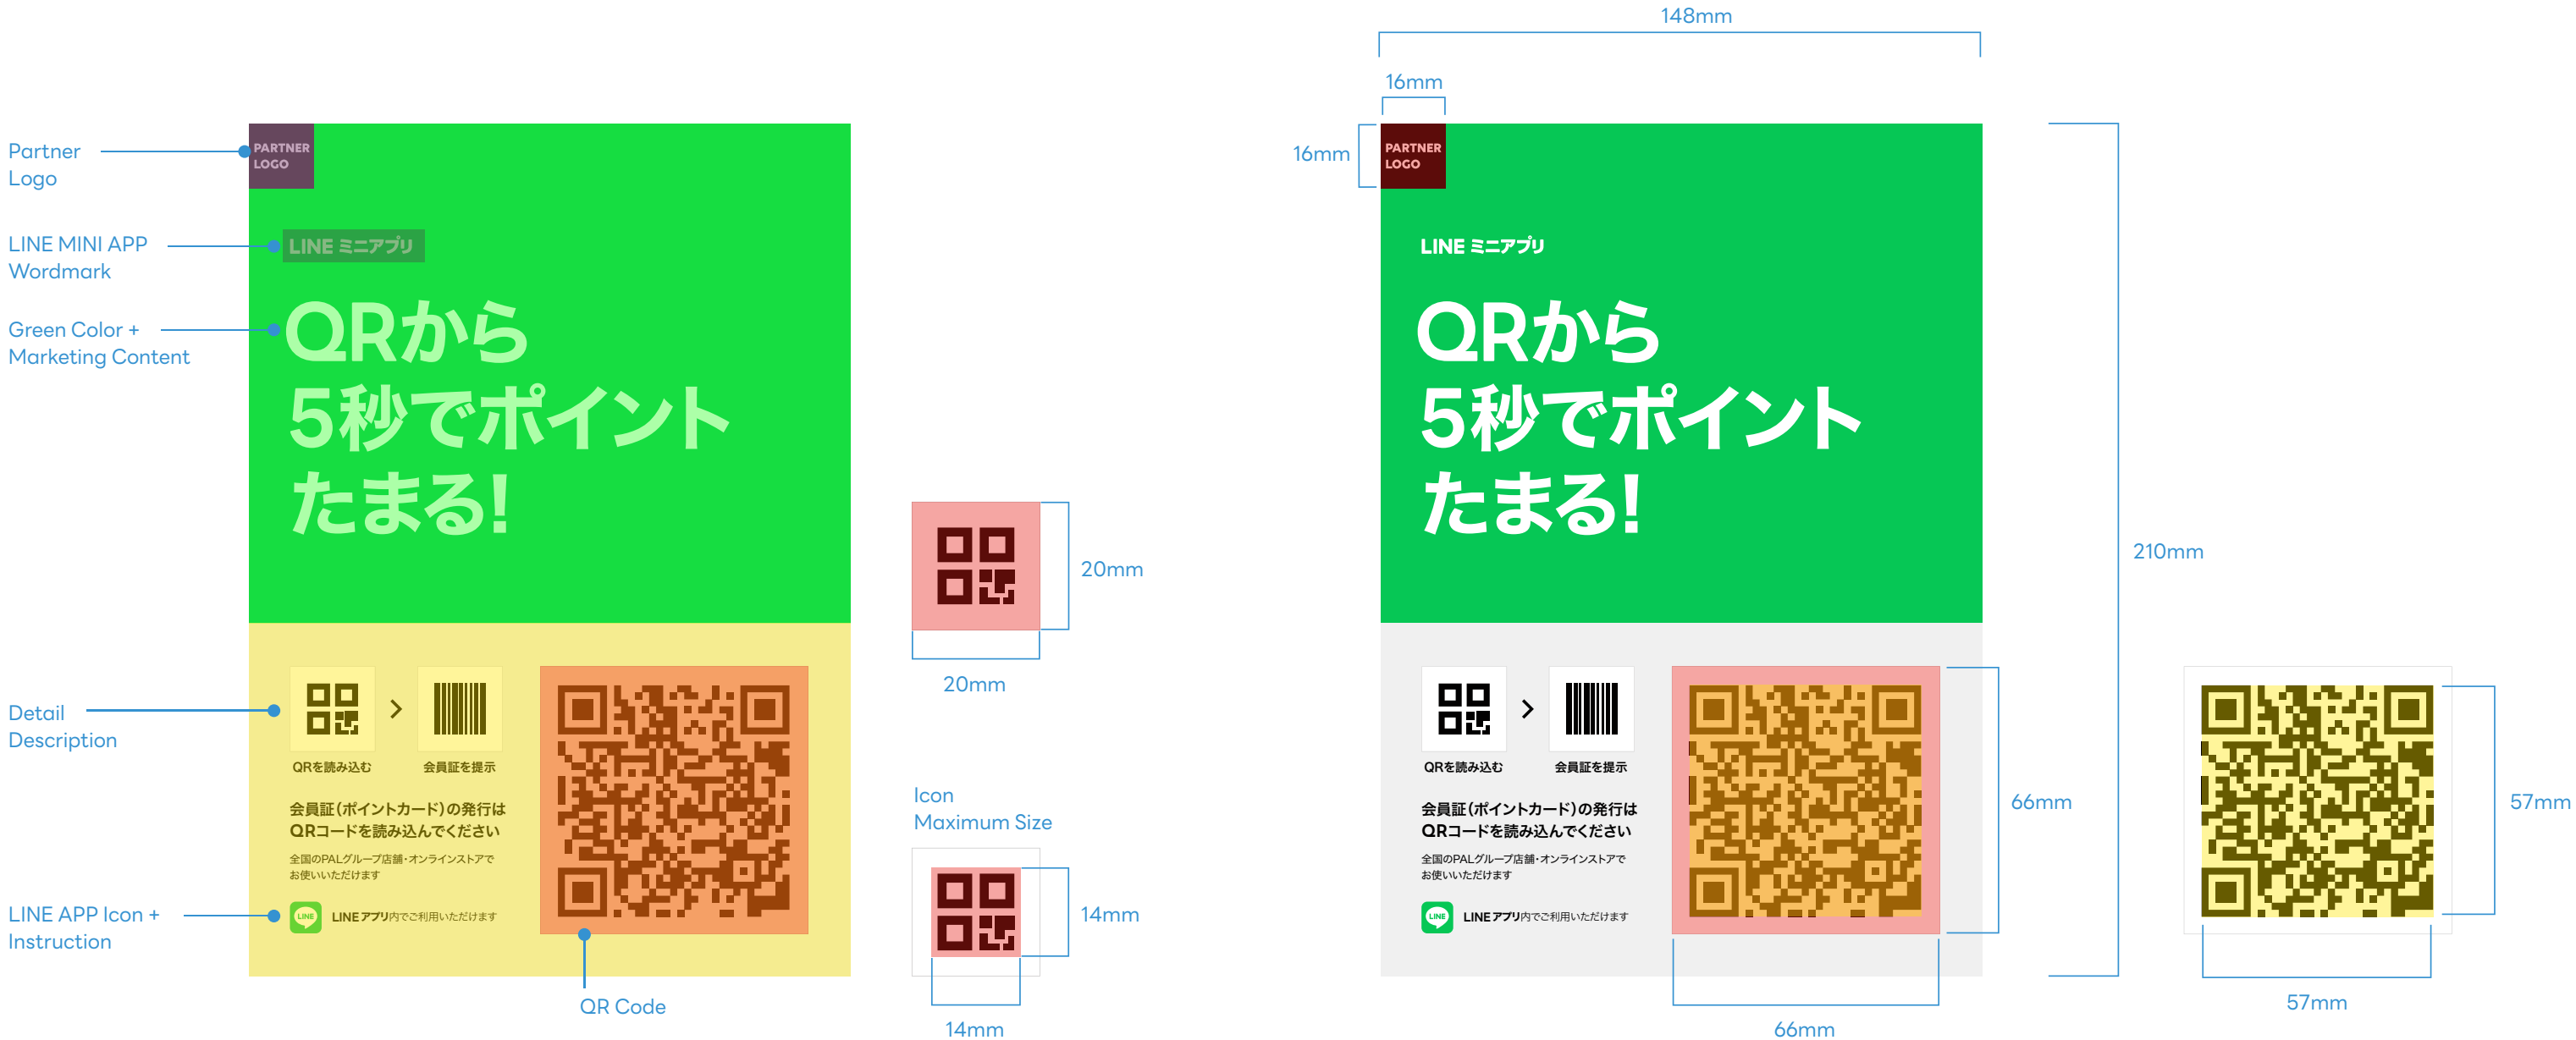 Partner
Logo
LINE MINI APP
Wordmark
Green Color +
Marketing Content
Detail
Description
LINE APP Icon +
Instruction
PARTNER
LOGO
LINE ミニアプリ
QRから
5秒でポイント
たまる!
QRを読み込む
会員証を提示
会員証（ポイントカード）の発行は
QRコードを読み込んでください
全国のPALグループ店舗・オンラインストアで
お使いいただけます
LINE
LINEアプリ内でご利用いただけます
QR Code
20mm
20mm
Icon
Maximum Size
14mm
14mm
148mm
16mm
16mm
PARTNER
LOGO
LINE ミニアプリ
QRから
5秒でポイント
たまる!
210mm
QRを読み込む
会員証を提示
会員証（ポイントカード）の発行は
QRコードを読み込んでください
全国のPALグループ店舗・オンラインストアで
お使いいただけます
LINE
LINEアプリ内でご利用いただけます
66mm
66mm
57mm
57mm